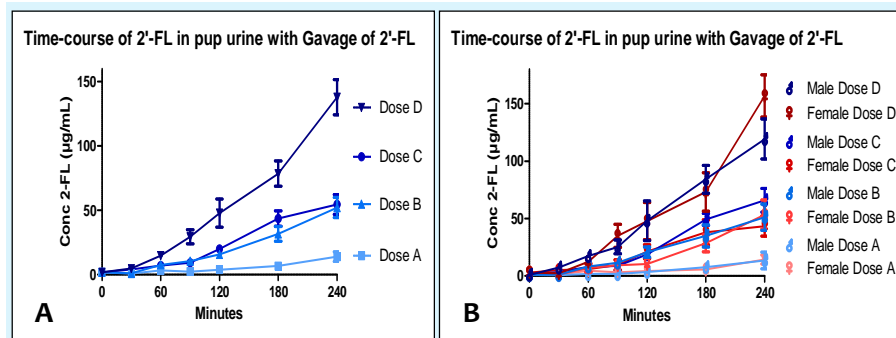 Time-course of 2'-FL in pup urine with Gavage of 2'-FL
150
100
50
0
Conc 2-FL (µg/mL)
0 60 120 180 240
Minutes
Dose D
Dose C
Dose B
Dose A
A
Time-course of 2'-FL in pup urine with Gavage of 2'-FL
150
100
50
0
Conc 2-FL (µg/mL)
0 60 120 180 240
Minutes
Male Dose D
Female Dose D
Male Dose C
Female Dose C
Male Dose B
Female Dose B
Male Dose A
Female Dose A
B